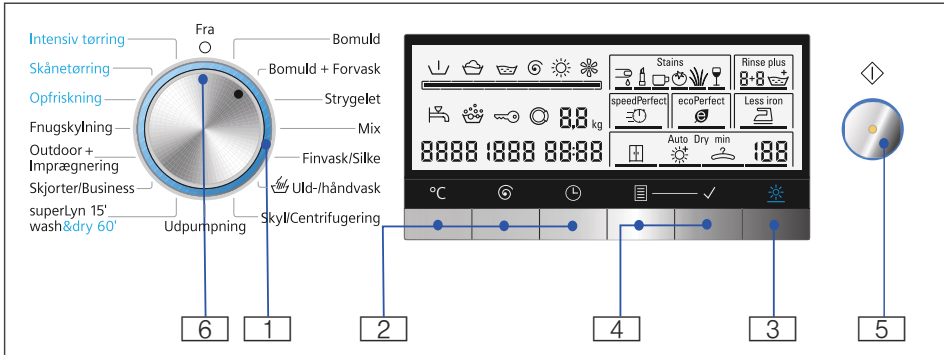 Fra
Intensiv tørring
Skånetørring
Opfriskning
Fnugskylning
Outdoor +
Imprægnering
Skjorter/Business
superLyn 15'
wash&dry 60'
Bomuld
Bomuld + Forvask
Strygelet
Mix
Finvask/Silke
Uld-/håndvask
Skyl/Centrifugering
Udpumpning
Stains
Rinse plus
8+8
speedPerfect
ecoPerfect
Less iron
8.8 kg
Auto Dry min
8888 1888 88:88
188
°C
6
1
2
4
3
5